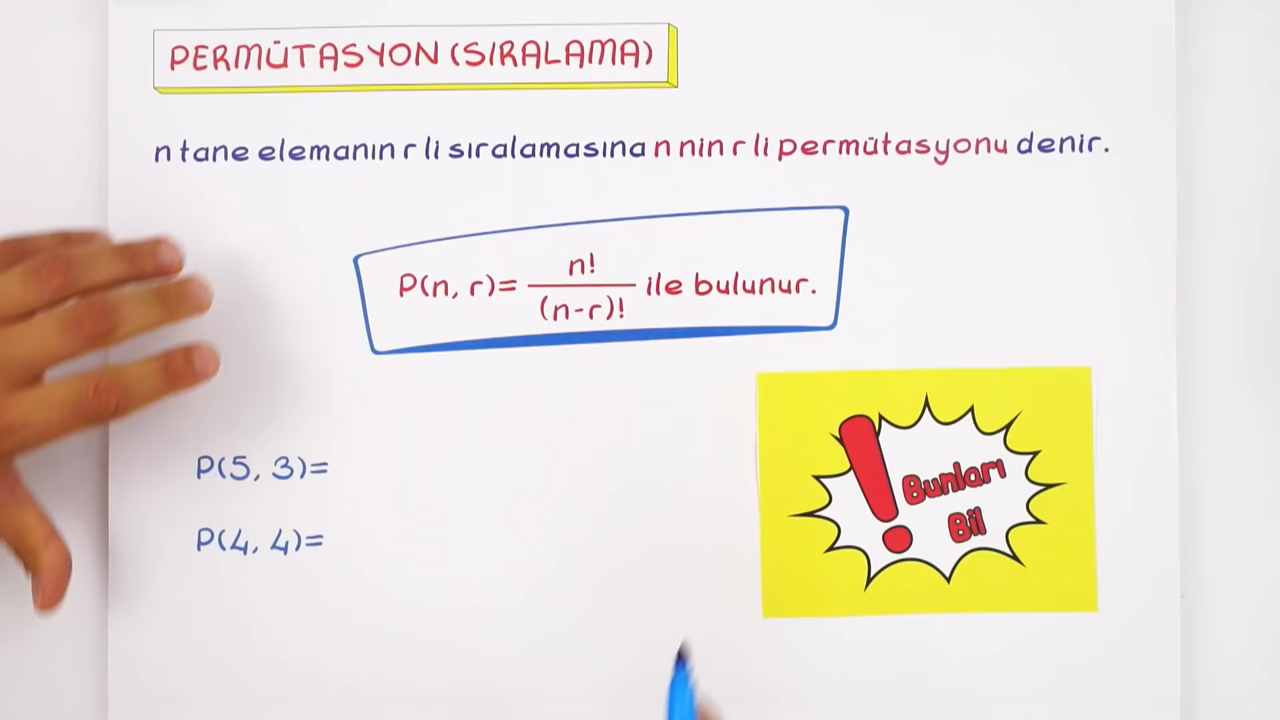 PERMÜTASYON (SIRALAMA)
n tane elemanın r li sıralamasına n nin r li permütasyonu denir.
P(n, r)= n! / (n-r)! ile bulunur.
P(5, 3)=
P(4, 4)=
! Bunları
Bil